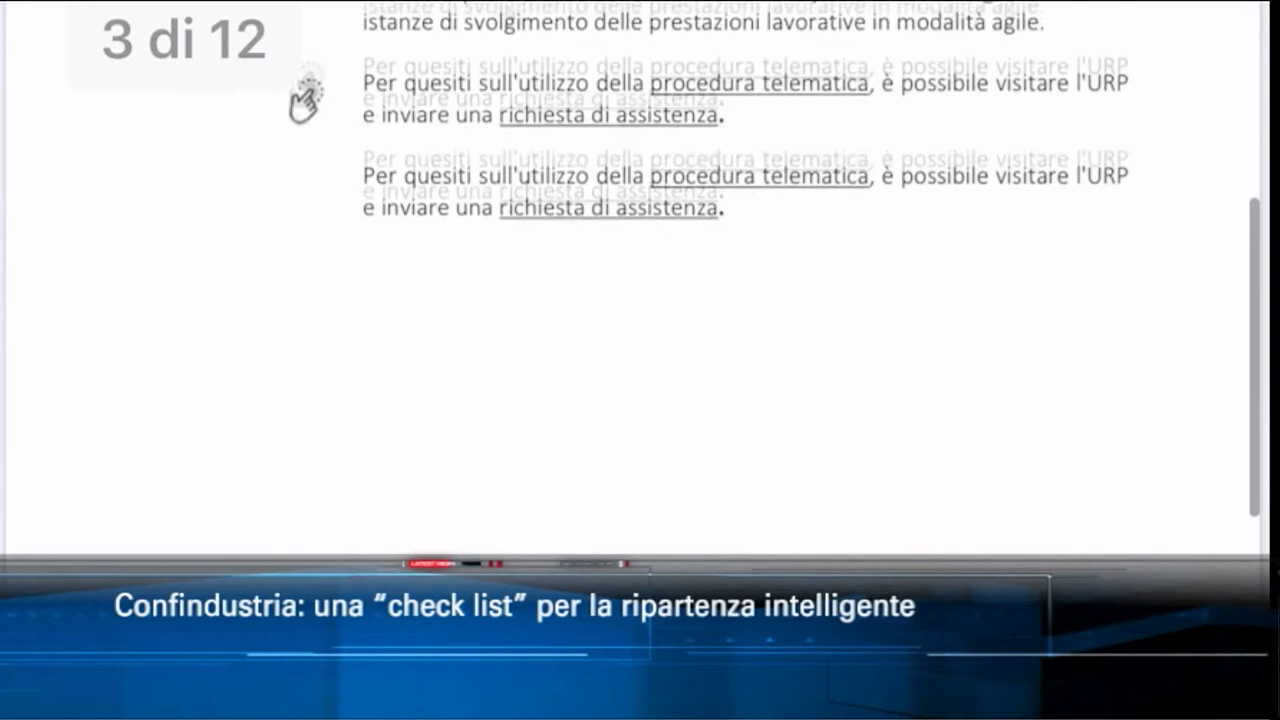 3 di 12
istanze di svolgimento delle prestazioni lavorative in modalità agile.
Per quesiti sull'utilizzo della procedura telematica, è possibile visitare l'URP
e inviare una richiesta di assistenza.
Per quesiti sull'utilizzo della procedura telematica, è possibile visitare l'URP
e inviare una richiesta di assistenza.
LATEST NEWS
Confindustria: una “check list” per la ripartenza intelligente